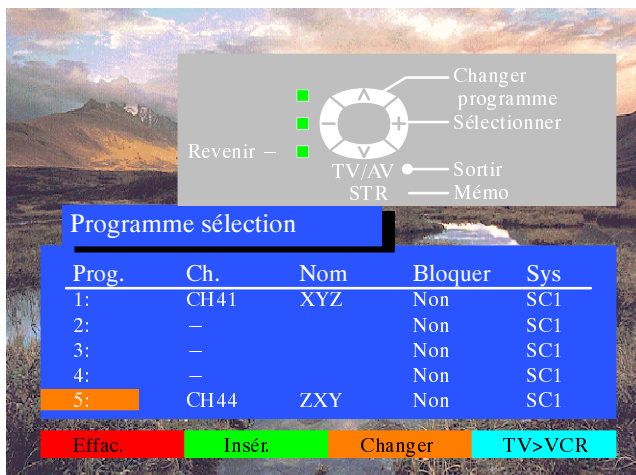 Changer
programme
Sélectionner
Revenir –
TV/AV Sortir
STR Mémo
Programme sélection
Prog. Ch. Nom Bloquer Sys
1: CH41 XYZ Non SC1
2: – Non SC1
3: – Non SC1
4: – Non SC1
5: CH44 ZXY Non SC1
Effac. Insér. Changer TV>VCR